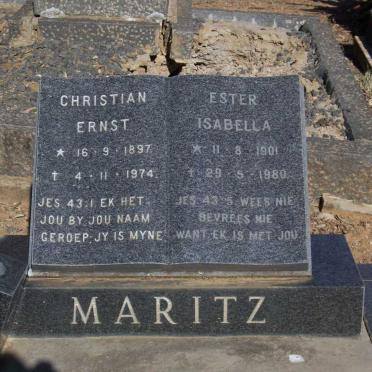 CHRISTIAN
ERNST
* 16-9-1897.
† 4-11-1974.
JES 43:1 EK HET
JOU BY JOU NAAM
GEROEP: JY IS MYNE
ESTER
ISABELLA
* 11-8-1901.
† 29-5-1980.
JES 43:5 WEES NIE
BEVREES NIE
WANT EK IS MET JOU
MARITZ